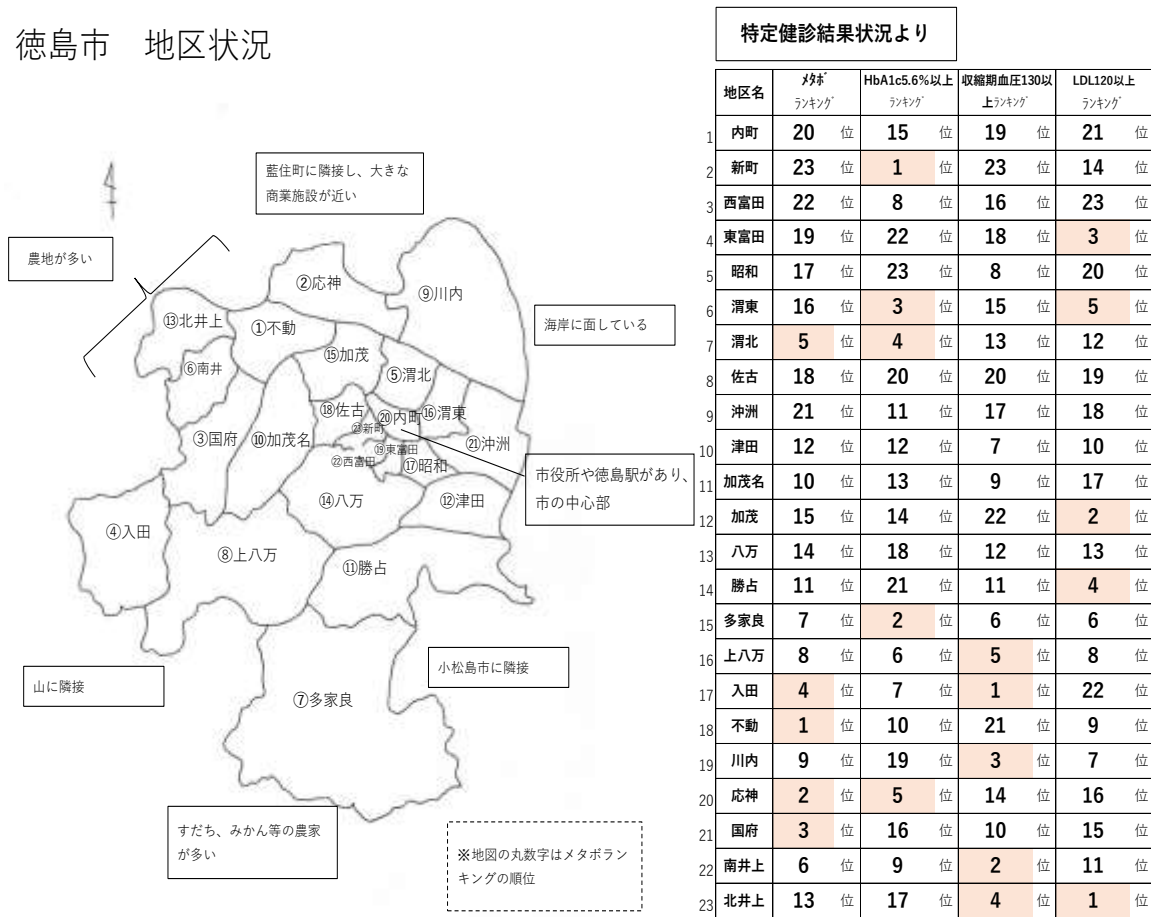 徳島市 地区状況
特定健診結果状況より
藍住町に隣接し、大きな
商業施設が近い
農地が多い
海岸に面している
市役所や徳島駅があり、
市の中心部
山に隣接
小松島市に隣接
すだち、みかん等の農家
が多い
※地図の丸数字はメタボラン
キングの順位
②応神
⑨川内
⑬北井上
①不動
⑮加茂
⑥南井
⑤渭北
⑱佐古
⑳内町
⑯渭東
㉓新町
③国府
⑩加茂名
⑲東富田
㉑沖洲
㉒西富田
⑰昭和
⑭八万
⑫津田
④入田
⑧上八万
⑪勝占
⑦多家良
地区名 ﾒﾀﾎﾞ ﾗﾝｷﾝｸﾞ HbA1c5.6%以上 ﾗﾝｷﾝｸﾞ 収縮期血圧130以上ﾗﾝｷﾝｸﾞ LDL120以上 ﾗﾝｷﾝｸﾞ
1 内町 20 位 15 位 19 位 21 位
2 新町 23 位 1 位 23 位 14 位
3 西富田 22 位 8 位 16 位 23 位
4 東富田 19 位 22 位 18 位 3 位
5 昭和 17 位 23 位 8 位 20 位
6 渭東 16 位 3 位 15 位 5 位
7 渭北 5 位 4 位 13 位 12 位
8 佐古 18 位 20 位 20 位 19 位
9 沖洲 21 位 11 位 17 位 18 位
10 津田 12 位 12 位 7 位 10 位
11 加茂名 10 位 13 位 9 位 17 位
12 加茂 15 位 14 位 22 位 2 位
13 八万 14 位 18 位 12 位 13 位
14 勝占 11 位 21 位 11 位 4 位
15 多家良 7 位 2 位 6 位 6 位
16 上八万 8 位 6 位 5 位 8 位
17 入田 4 位 7 位 1 位 22 位
18 不動 1 位 10 位 21 位 9 位
19 川内 9 位 19 位 3 位 7 位
20 応神 2 位 5 位 14 位 16 位
21 国府 3 位 16 位 10 位 15 位
22 南井上 6 位 9 位 2 位 11 位
23 北井上 13 位 17 位 4 位 1 位